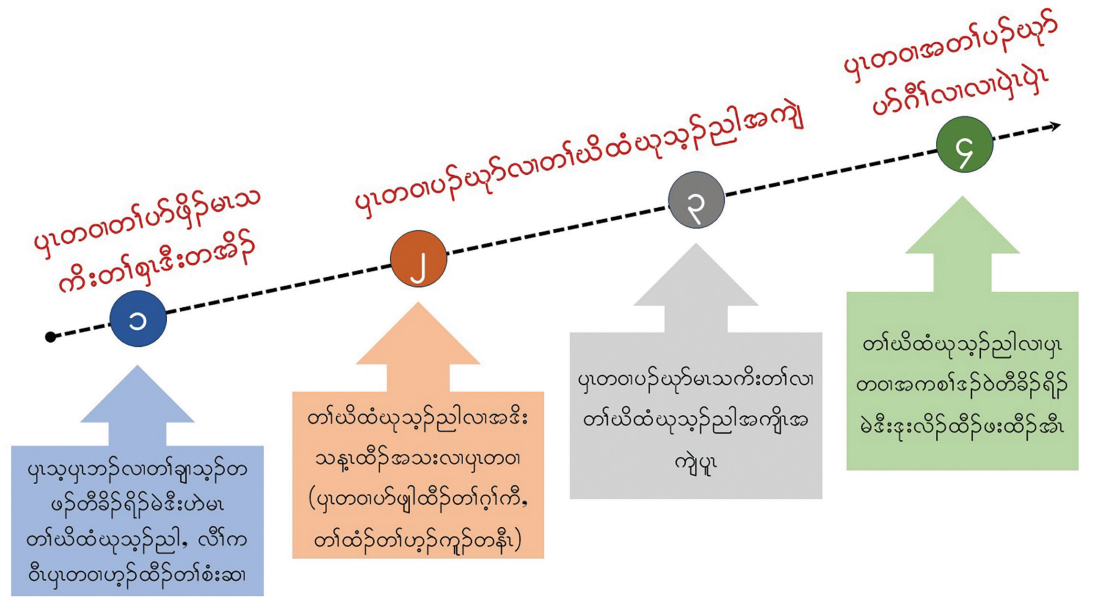 ပှၤတဝၢတၢ်ပာ်ဖှိၣ်မၤသ
ကိးတၢ်စှၤဒီးတအိၣ်
ပှၤတဝၢပၣ်ဃုာ်လၢတၢ်ဃိထံဃုသ့ၣ်ညါအကျဲ
ပှၤတဝၢအတၢ်ပၣ်ဃုာ်
ပာ်ဂီၢ်လၢလၢပှဲၤပှဲၤ
၁
၂
၃
၄
ပှၤသ့ပှၤဘၣ်လၢတၢ်ချၢသ့ၣ်တ
ဖၣ်တီခိၣ်ရိၣ်မဲဒီးဟဲမၤ
တၢ်ဃိထံဃုသ့ၣ်ညါ, လီၢ်က
ဝီၤပှၤတဝၢဟ့ၣ်ထီၣ်တၢ်စံးဆၢ
တၢ်ဃိထံဃုသ့ၣ်ညါလၢအဒိး
သန့ၤထီၣ်အသးလၢပှၤတဝၢ
(ပှၤတဝၢဟ်ဖျါထီၣ်တၢ်ဂ့ၢ်ကီ,
တၢ်ထံၣ်တၢ်ဟ့ၣ်ကူၣ်တနီၤ)
ပှၤတဝၢပၣ်ဃုာ်မၤသကိးတၢ်လၢ
တၢ်ဃိထံဃုသ့ၣ်ညါအကျိၤအ
ကျဲပူၤ
တၢ်ဃိထံဃုသ့ၣ်ညါလၢပှၤ
တဝၢအကစၢ်ဒၣ်ဝဲတီခိၣ်ရိၣ်
မဲဒီးဒုးလိၣ်ထီၣ်ဖးထီၣ်အီၤ